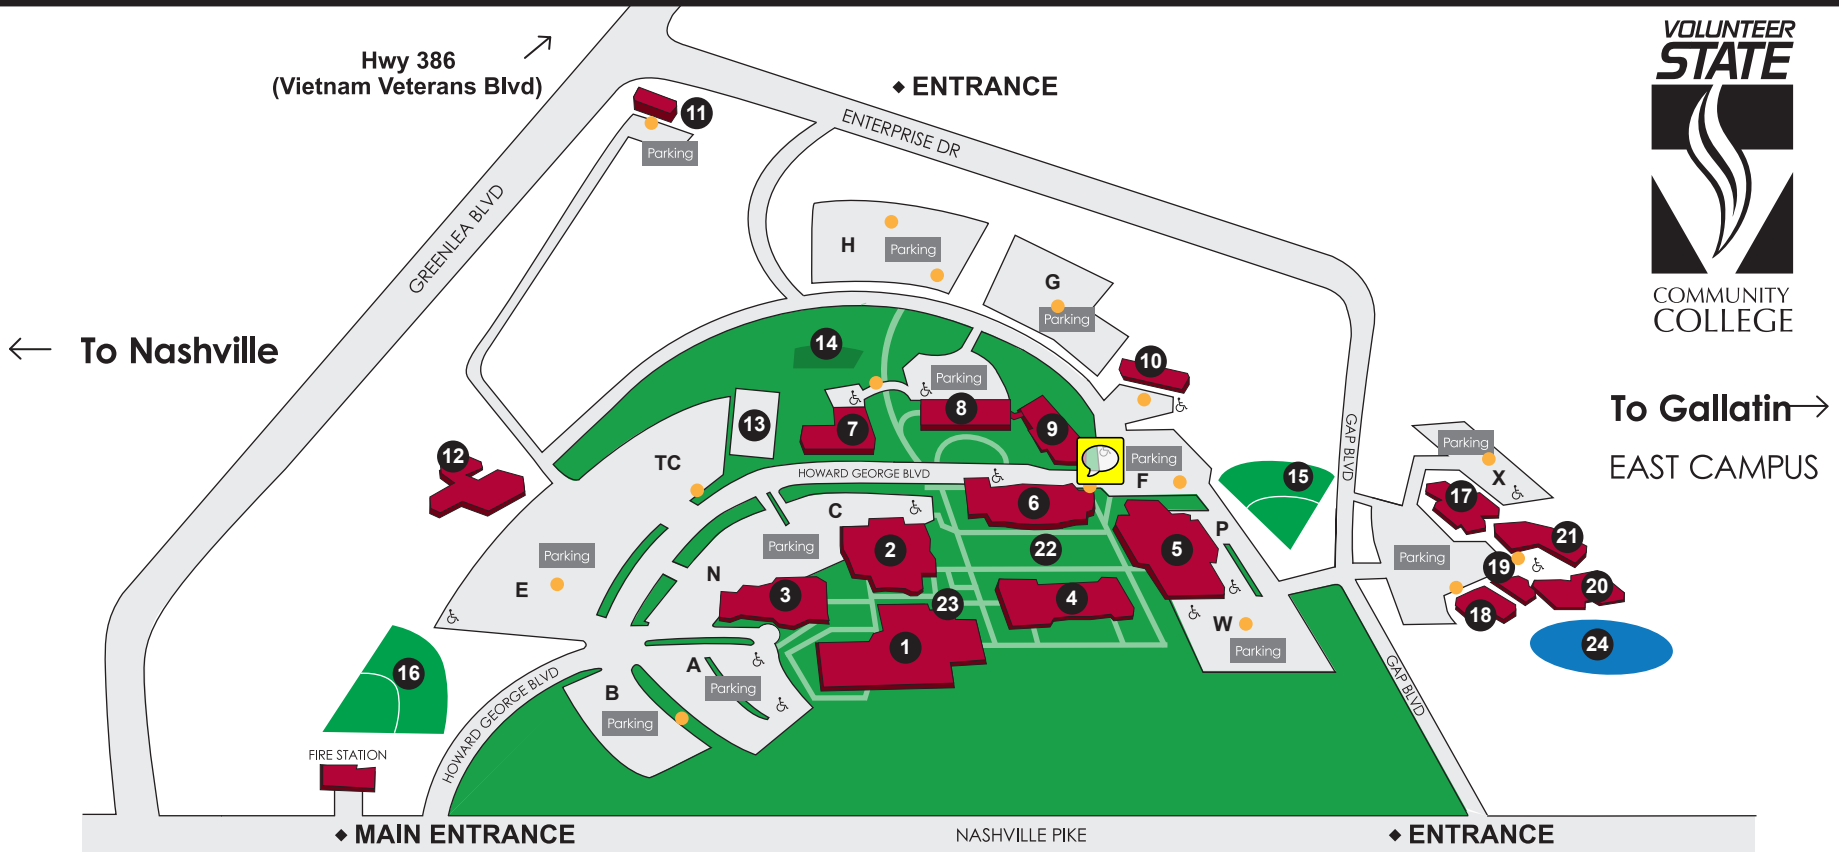 VOLUNTEER
STATE
COMMUNITY
COLLEGE
Hwy 386
(Vietnam Veterans Blvd)
ENTRANCE
ENTERPRISE DR
11
Parking
GREENLEA BLVD
H
Parking
G
Parking
To Nashville
14
10
Parking
To Gallatin
EAST CAMPUS
8
13
7
9
GAP BLVD
12
TC
HOWARD GEORGE BLVD
Parking
F
Parking
X
15
17
6
C
P
21
Parking
2
22
5
Parking
Parking
19
20
E
N
3
23
4
18
W
Parking
24
1
16
A
Parking
B
Parking
HOWARD GEORGE BLVD
GAP BLVD
FIRE STATION
MAIN ENTRANCE
NASHVILLE PIKE
ENTRANCE